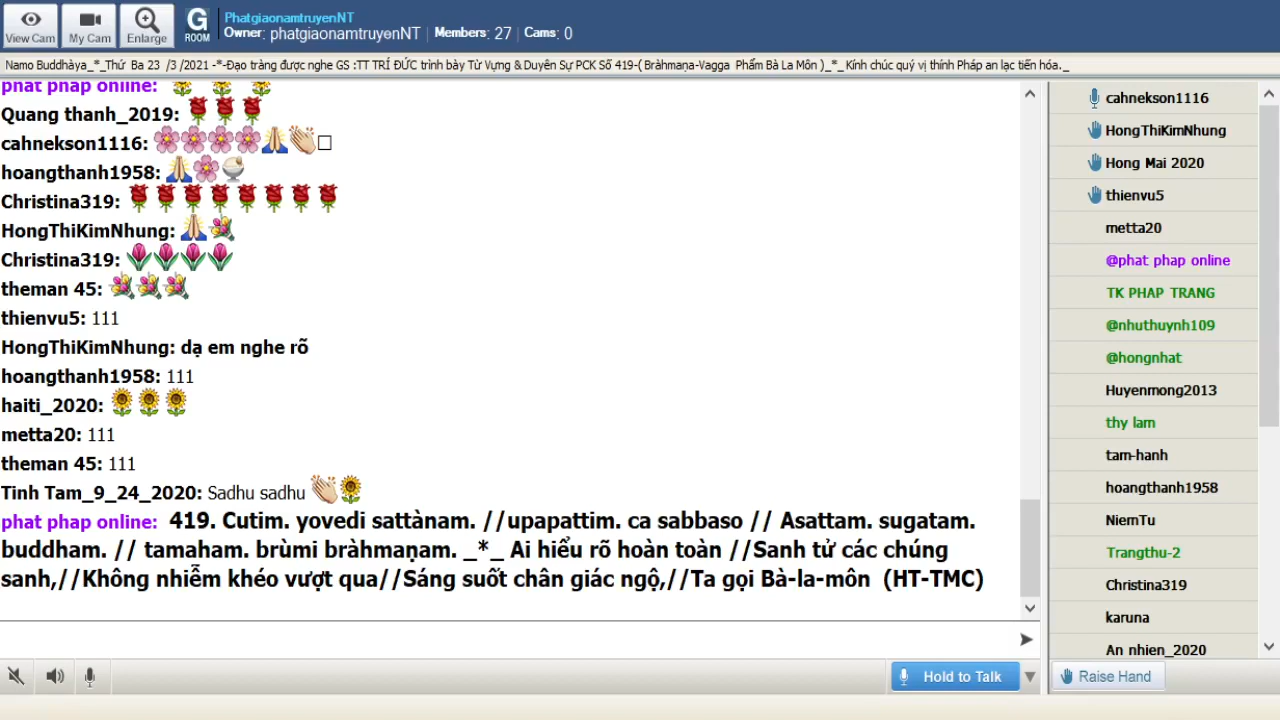 View Cam
My Cam
Enlarge
G
ROOM
PhatgiaonamtruyenNT
Owner: phatgiaonamtruyenNT | Members: 27 | Cams: 0
Namo Buddhàya_*_Thứ Ba 23 /3 /2021 -*-Đạo tràng được nghe GS :TT TRÍ ĐỨC trình bày Từ Vựng & Duyên Sự PCK Số 419-( Bràhmaṇa-Vagga Phẩm Bà La Môn )_*_Kính chúc quý vị thính Pháp an lạc tiến hóa._
phat phap online:
Quang thanh_2019:
cahnekson1116:
hoangthanh1958:
Christina319:
HongThiKimNhung:
Christina319:
theman 45:
thienvu5: 111
HongThiKimNhung: dạ em nghe rõ
hoangthanh1958: 111
haiti_2020:
metta20: 111
theman 45: 111
Tinh Tam_9_24_2020: Sadhu sadhu
phat phap online: 419. Cutim. yovedi sattànam. //upapattim. ca sabbaso // Asattam. sugatam.
buddham. // tamaham. brùmi bràhmaṇam. _*_ Ai hiểu rõ hoàn toàn //Sanh tử các chúng
sanh,//Không nhiễm khéo vượt qua//Sáng suốt chân giác ngộ,//Ta gọi Bà-la-môn (HT-TMC)
Hold to Talk
cahnekson1116
HongThiKimNhung
Hong Mai 2020
thienvu5
metta20
@phat phap online
TK PHAP TRANG
@nhuthuynh109
@hongnhat
Huyenmong2013
thy lam
tam-hanh
hoangthanh1958
NiemTu
Trangthu-2
Christina319
karuna
An nhien_2020
Raise Hand